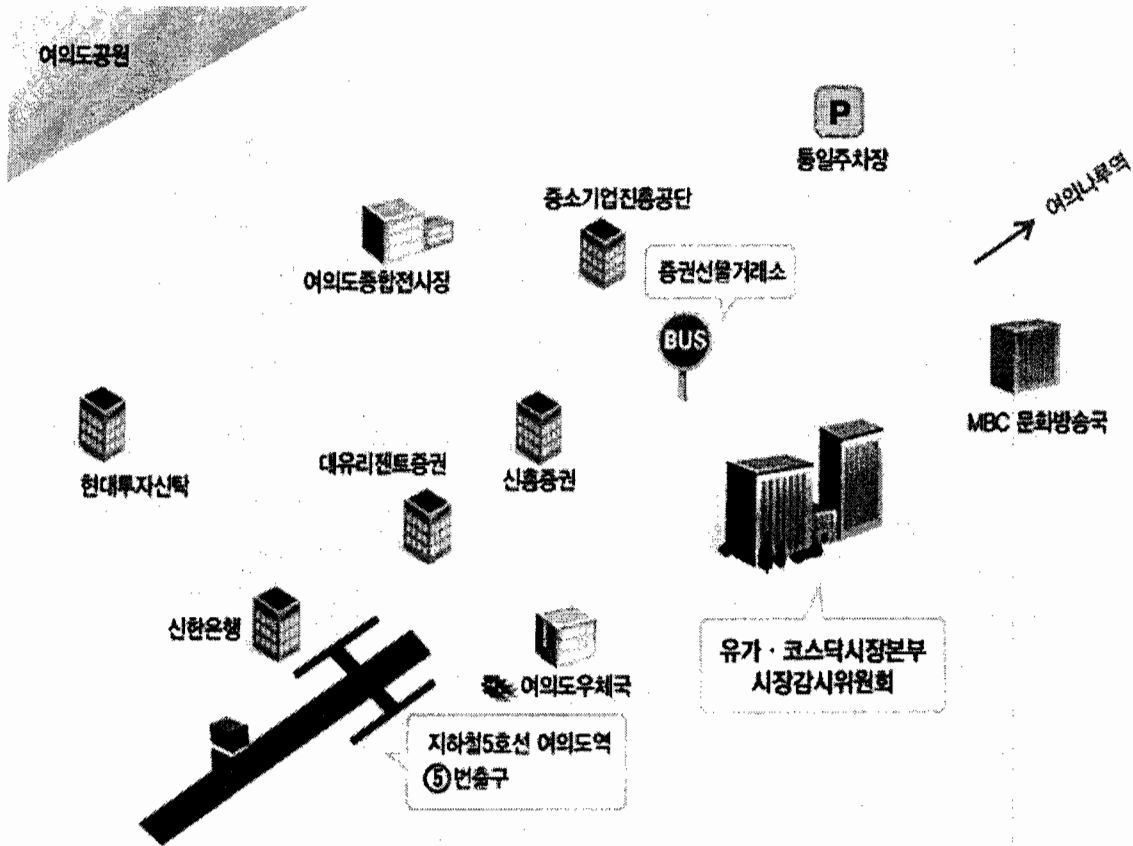 여의도공원
P
통일주차장
여의나루역
중소기업진흥공단
증권선물거래소
여의도종합전시장
BUS
MBC 문화방송국
현대투자신탁
대유리젠트증권
신흥증권
신한은행
여의도우체국
유가 · 코스닥시장본부
시장감시위원회
지하철5호선 여의도역
⑤번출구